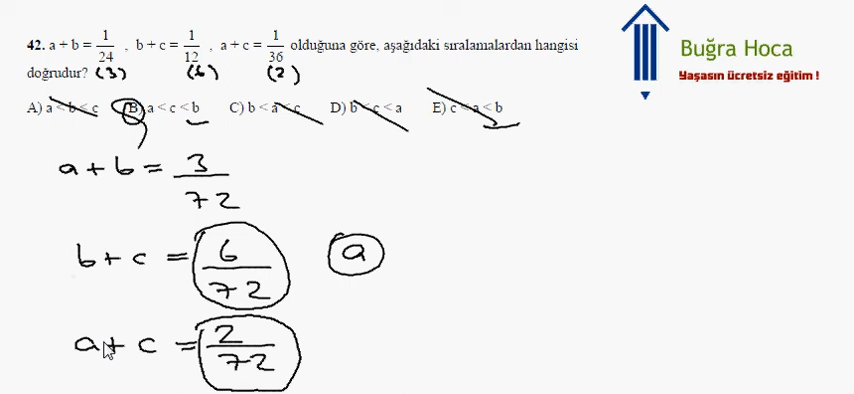 42. a + b = 1/24 , b + c = 1/12 , a + c = 1/36 olduğuna göre, aşağıdaki sıralamalardan hangisi
doğrudur? (3) (6) (2)
A) a < b < c B) a < c < b C) b < a < c D) b < c < a E) c < a < b
a + b = 3/72
b + c = 6/72 a
a + c = 2/72
Buğra Hoca
Yaşasın ücretsiz eğitim !